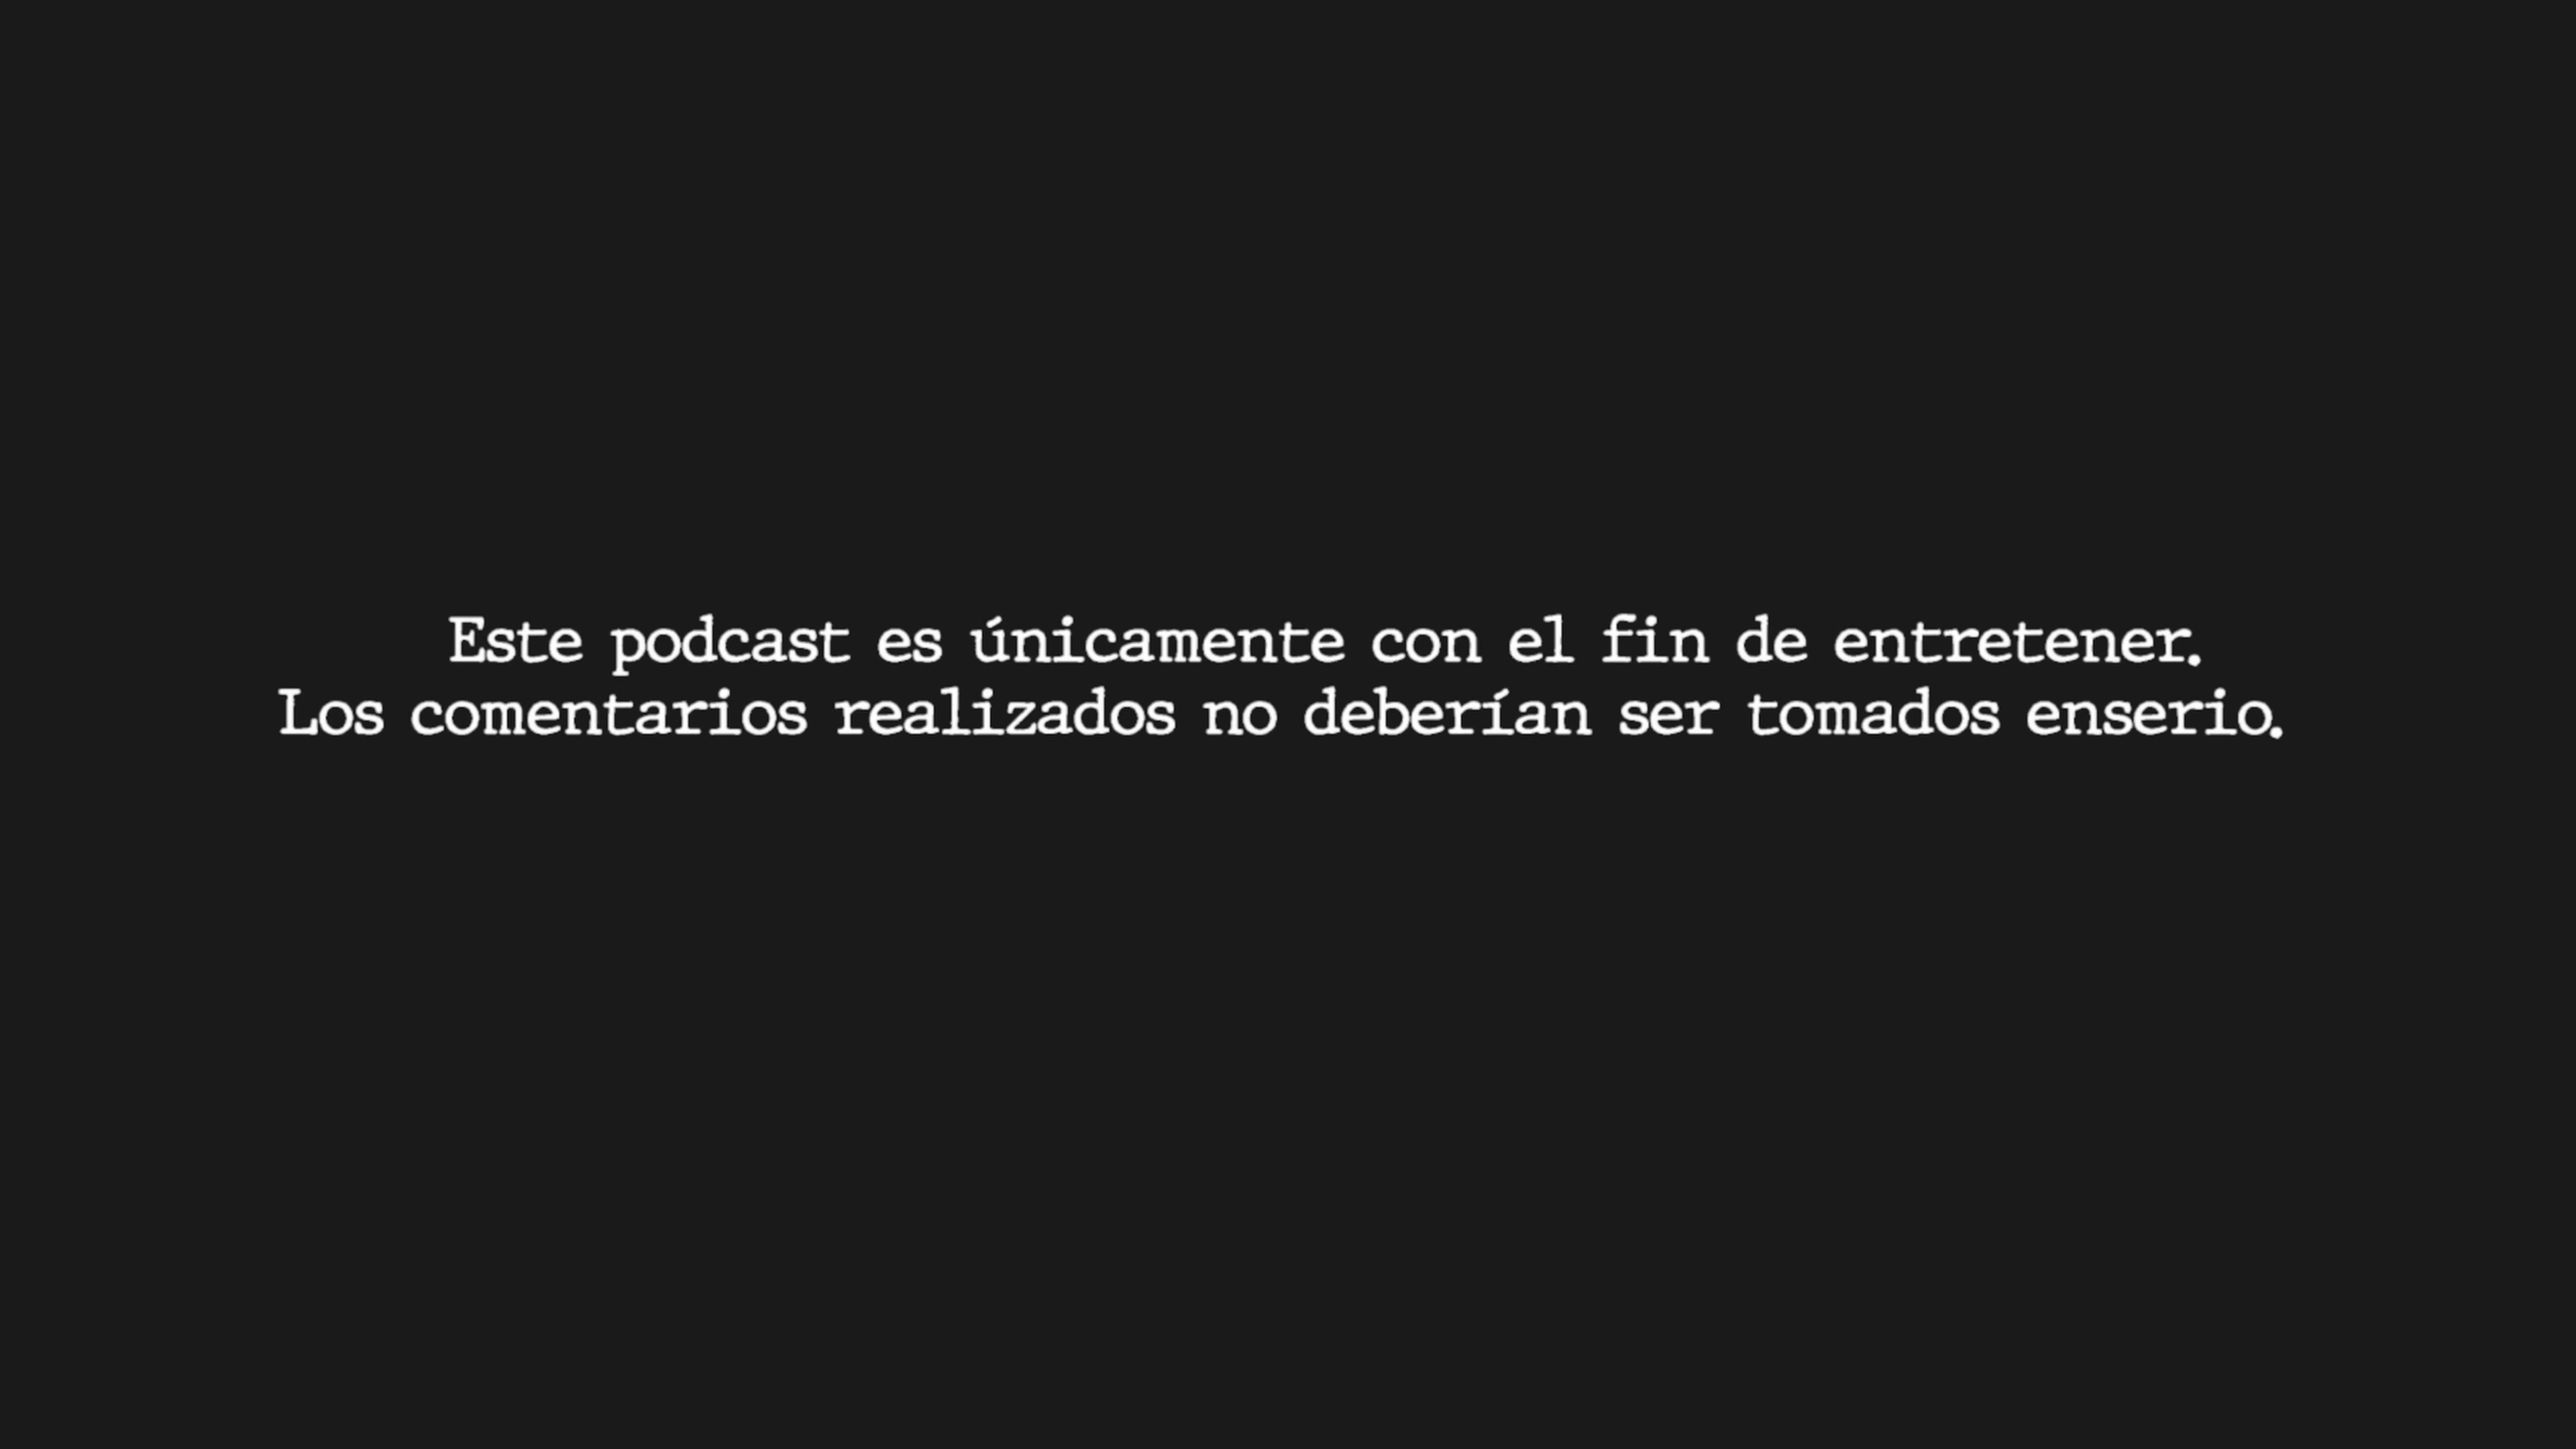 Este podcast es únicamente con el fin de entretener.
Los comentarios realizados no deberían ser tomados enserio.